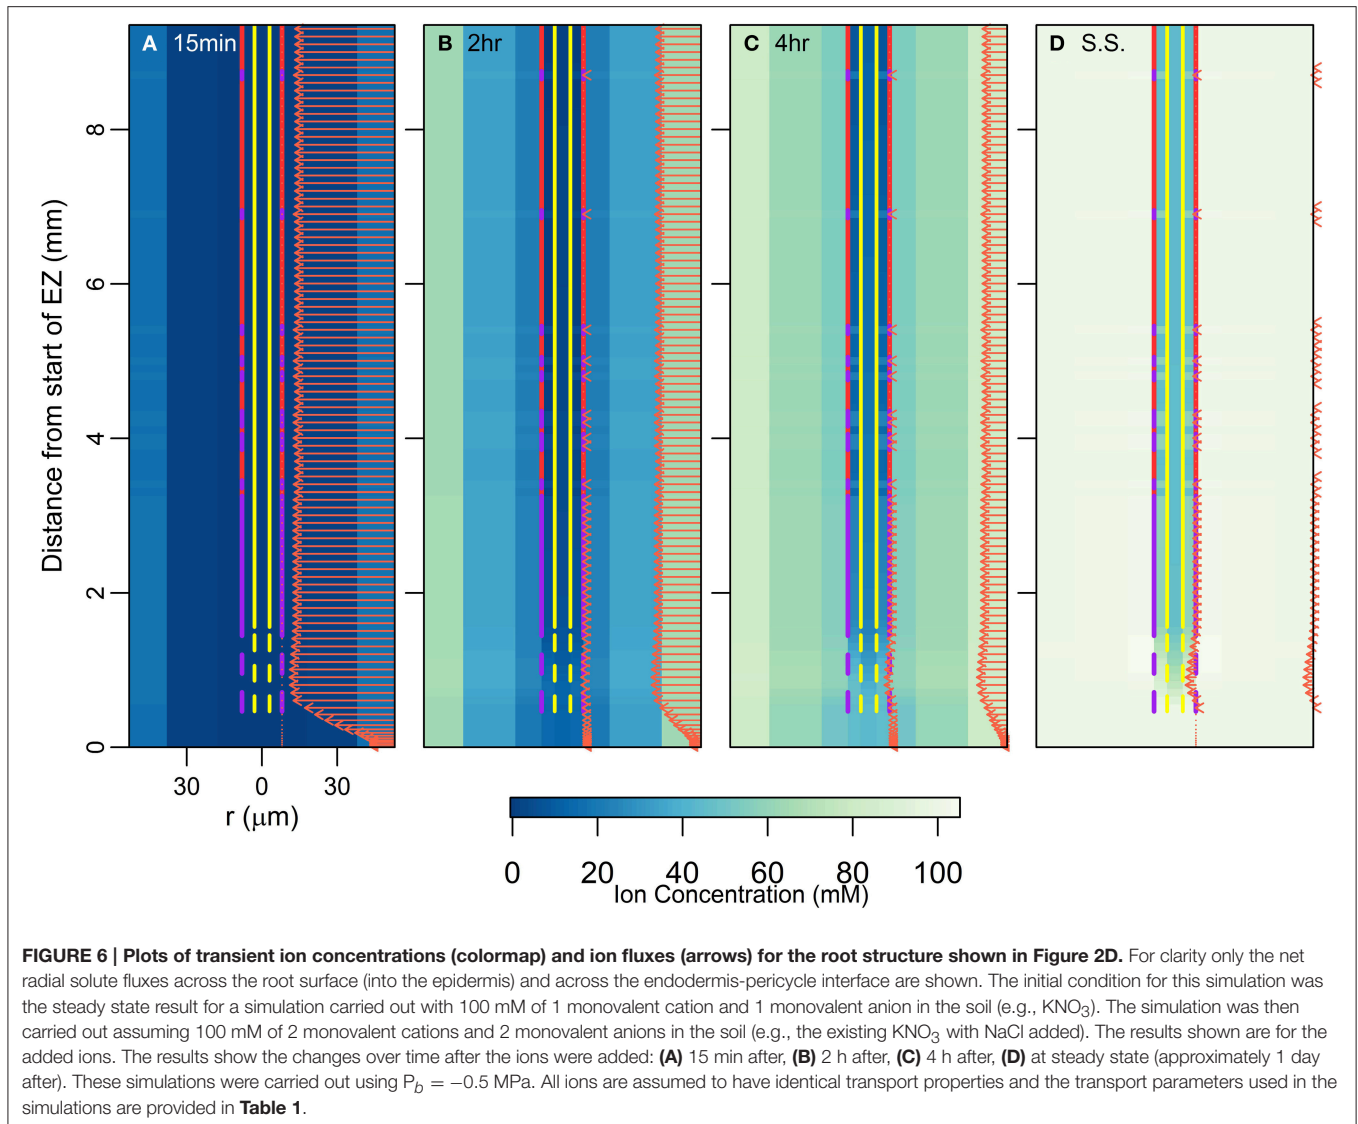 A 15min
B 2hr
C 4hr
D S.S.
Distance from start of EZ (mm)
8
6
4
2
0
30 0 30
r (μm)
0 20 40 60 80 100
Ion Concentration (mM)
FIGURE 6 | Plots of transient ion concentrations (colormap) and ion fluxes (arrows) for the root structure shown in Figure 2D. For clarity only the net
radial solute fluxes across the root surface (into the epidermis) and across the endodermis-pericycle interface are shown. The initial condition for this simulation was
the steady state result for a simulation carried out with 100 mM of 1 monovalent cation and 1 monovalent anion in the soil (e.g., KNO₃). The simulation was then
carried out assuming 100 mM of 2 monovalent cations and 2 monovalent anions in the soil (e.g., the existing KNO₃ with NaCl added). The results shown are for the
added ions. The results show the changes over time after the ions were added: (A) 15 min after, (B) 2 h after, (C) 4 h after, (D) at steady state (approximately 1 day
after). These simulations were carried out using P_b = −0.5 MPa. All ions are assumed to have identical transport properties and the transport parameters used in the
simulations are provided in Table 1.